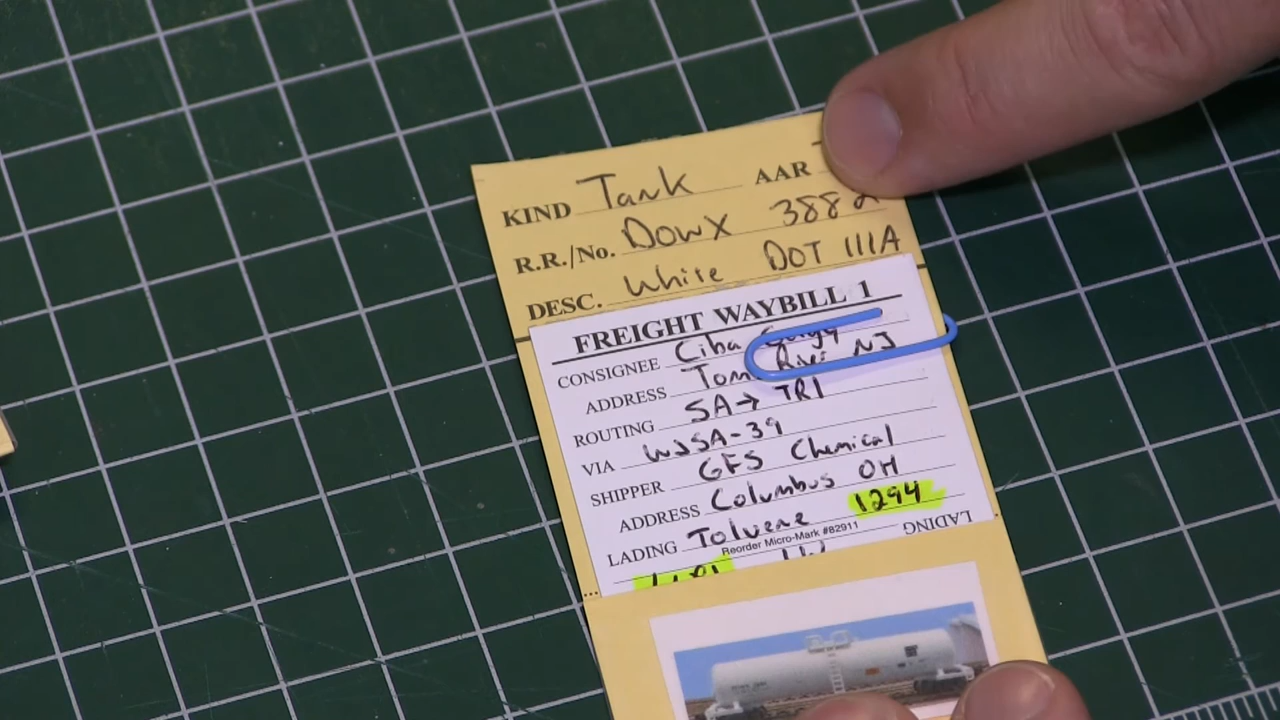 KIND Tank AAR
R.R./No. DOWX 3882
DESC. White DOT 111A
FREIGHT WAYBILL 1
CONSIGNEE Ciba Geigy
ADDRESS Toms NJ
ROUTING SA→TRI
VIA WJSA-39
SHIPPER GFS Chemical
ADDRESS Columbus OH
LADING Toluene 1294
Reorder Micro-Mark #82911
LADING